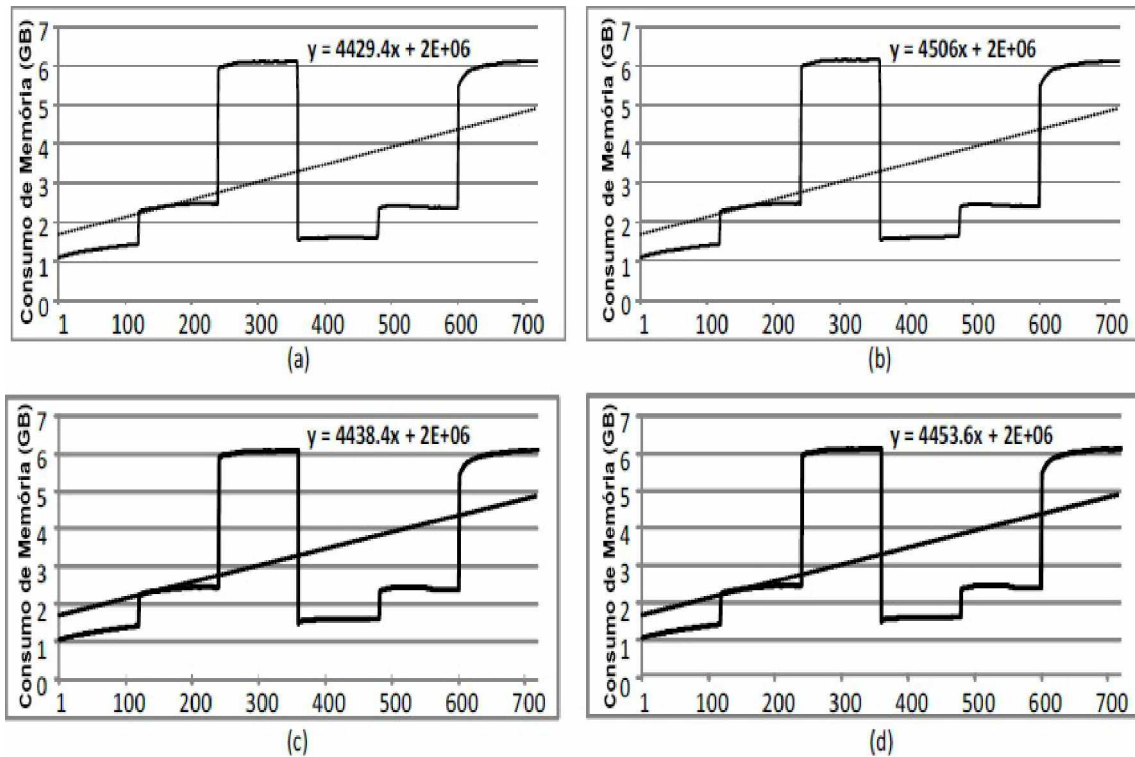 Consumo de Memória (GB)
7
6
5
4
3
2
1
0
y = 4429.4x + 2E+06
1 100 200 300 400 500 600 700
(a)
Consumo de Memória (GB)
7
6
5
4
3
2
1
0
y = 4506x + 2E+06
1 100 200 300 400 500 600 700
(b)
Consumo de Memória (GB)
7
6
5
4
3
2
1
0
y = 4438.4x + 2E+06
1 100 200 300 400 500 600 700
(c)
Consumo de Memória (GB)
7
6
5
4
3
2
1
0
y = 4453.6x + 2E+06
1 100 200 300 400 500 600 700
(d)